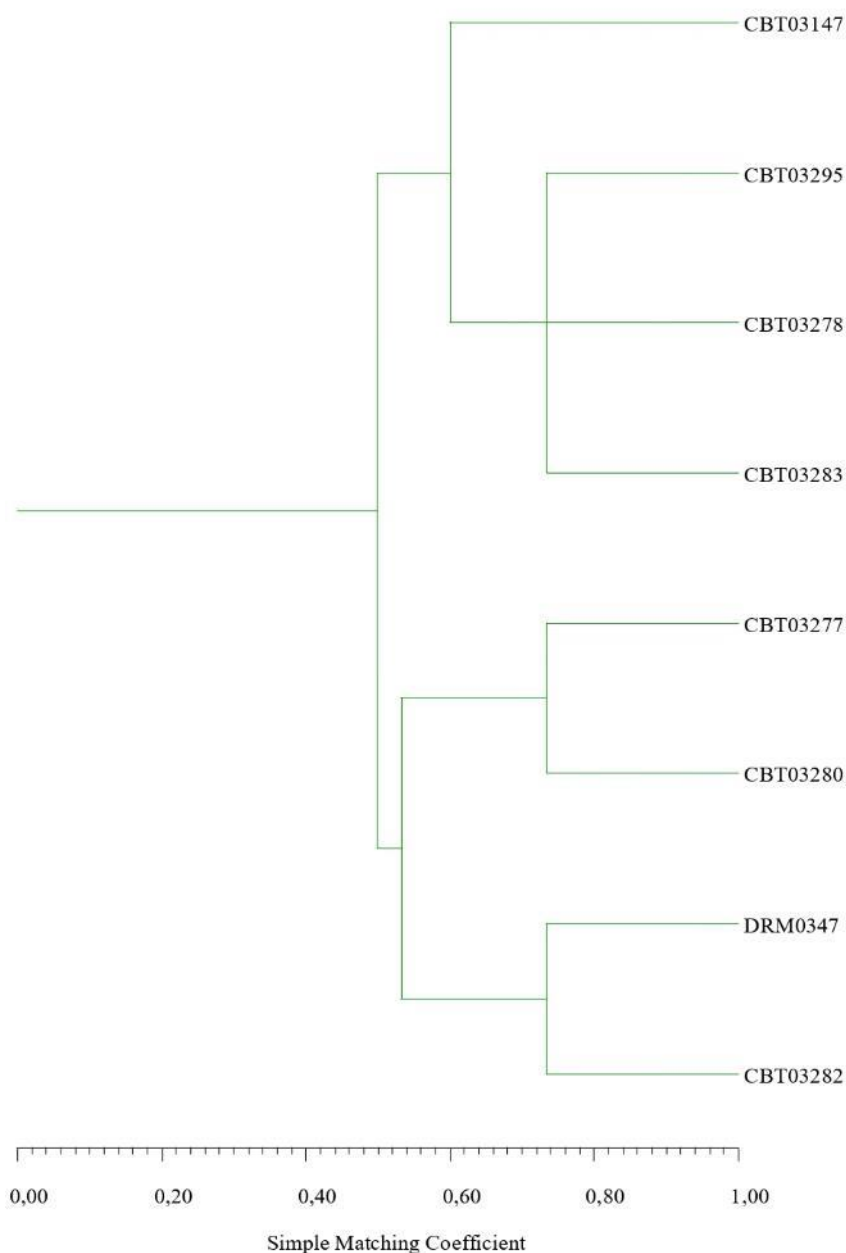 CBT03147
CBT03295
CBT03278
CBT03283
CBT03277
CBT03280
DRM0347
CBT03282
0,00 0,20 0,40 0,60 0,80 1,00
Simple Matching Coefficient